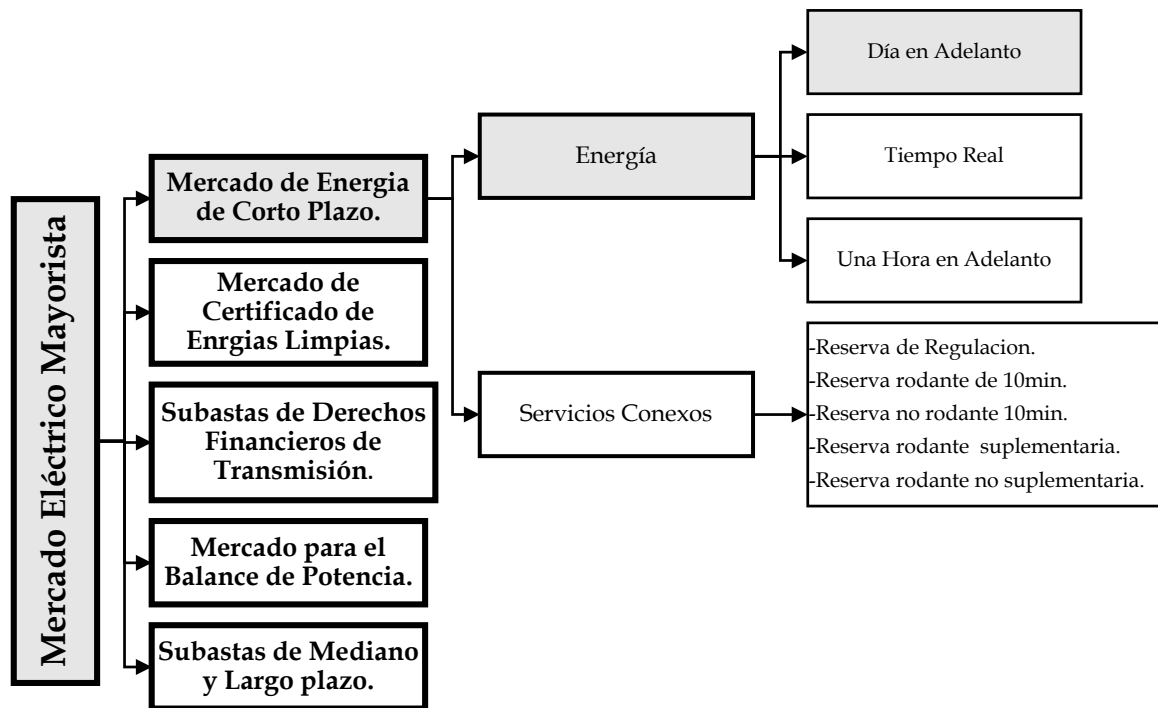 Mercado Eléctrico Mayorista
Mercado de Energia
de Corto Plazo.
Mercado de
Certificado de
Enrgias Limpias.
Subastas de Derechos
Financieros de
Transmisión.
Mercado para el
Balance de Potencia.
Subastas de Mediano
y Largo plazo.
Energía
Servicios Conexos
Día en Adelanto
Tiempo Real
Una Hora en Adelanto
-Reserva de Regulacion.
-Reserva rodante de 10min.
-Reserva no rodante 10min.
-Reserva rodante suplementaria.
-Reserva rodante no suplementaria.